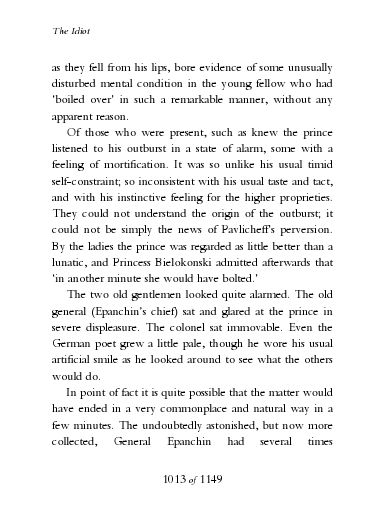 The Idiot
as they fell from his lips, bore evidence of some unusually
disturbed mental condition in the young fellow who had
'boiled over' in such a remarkable manner, without any
apparent reason.
Of those who were present, such as knew the prince
listened to his outburst in a state of alarm, some with a
feeling of mortification. It was so unlike his usual timid
self-constraint; so inconsistent with his usual taste and tact,
and with his instinctive feeling for the higher proprieties.
They could not understand the origin of the outburst; it
could not be simply the news of Pavlicheff's perversion.
By the ladies the prince was regarded as little better than a
lunatic, and Princess Bielokonski admitted afterwards that
'in another minute she would have bolted.'
The two old gentlemen looked quite alarmed. The old
general (Epanchin's chief) sat and glared at the prince in
severe displeasure. The colonel sat immovable. Even the
German poet grew a little pale, though he wore his usual
artificial smile as he looked around to see what the others
would do.
In point of fact it is quite possible that the matter would
have ended in a very commonplace and natural way in a
few minutes. The undoubtedly astonished, but now more
collected, General Epanchin had several times
1013 of 1149